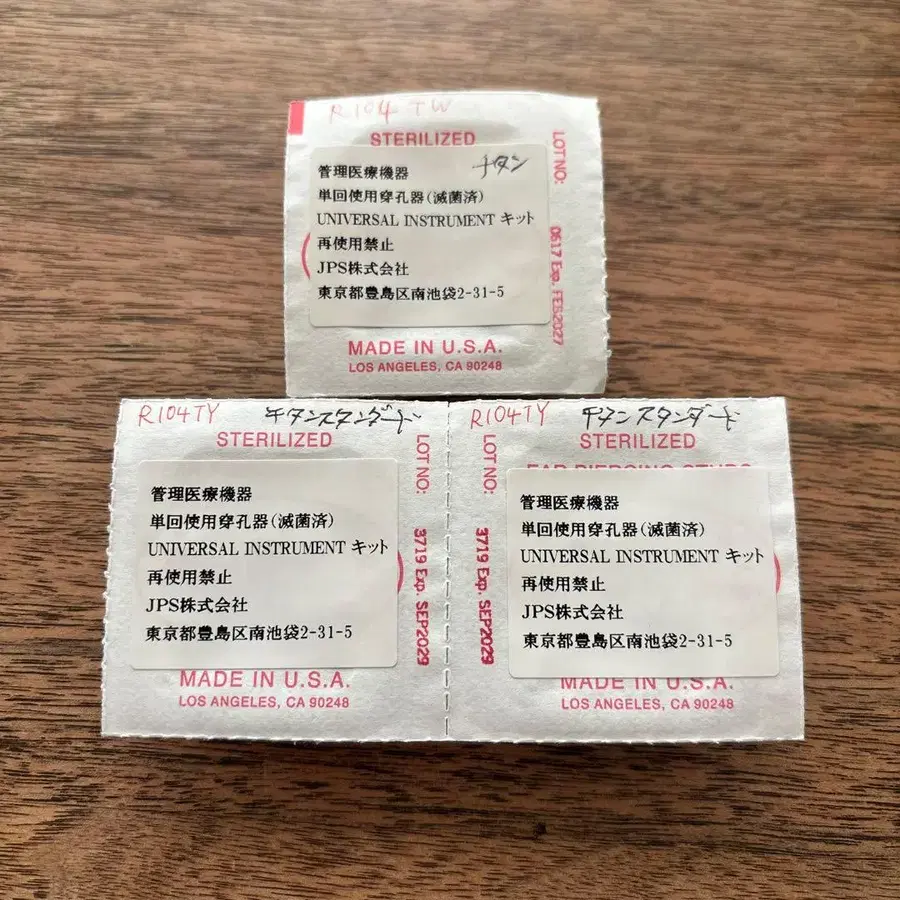 R104 TW
STERILIZED
チタン
管理医療機器
単回使用穿孔器(滅菌済)
UNIVERSAL INSTRUMENT キット
再使用禁止
JPS株式会社
東京都豊島区南池袋2-31-5
LOT NO:
0617 Exp. FEB2027
MADE IN U.S.A.
LOS ANGELES, CA 90248
R104TY チタンスタンダード
STERILIZED
管理医療機器
単回使用穿孔器(滅菌済)
UNIVERSAL INSTRUMENT キット
再使用禁止
JPS株式会社
東京都豊島区南池袋2-31-5
LOT NO:
3719 Exp. SEP2029
MADE IN U.S.A.
LOS ANGELES, CA 90248
R104TY チタンスタンダード
STERILIZED
EAR PIERCING STUDS
LOT NO:
3719 Exp. SEP2029
管理医療機器
単回使用穿孔器(滅菌済)
UNIVERSAL INSTRUMENT キット
再使用禁止
JPS株式会社
東京都豊島区南池袋2-31-5
MADE IN U.S.A.
LOS ANGELES, CA 90248